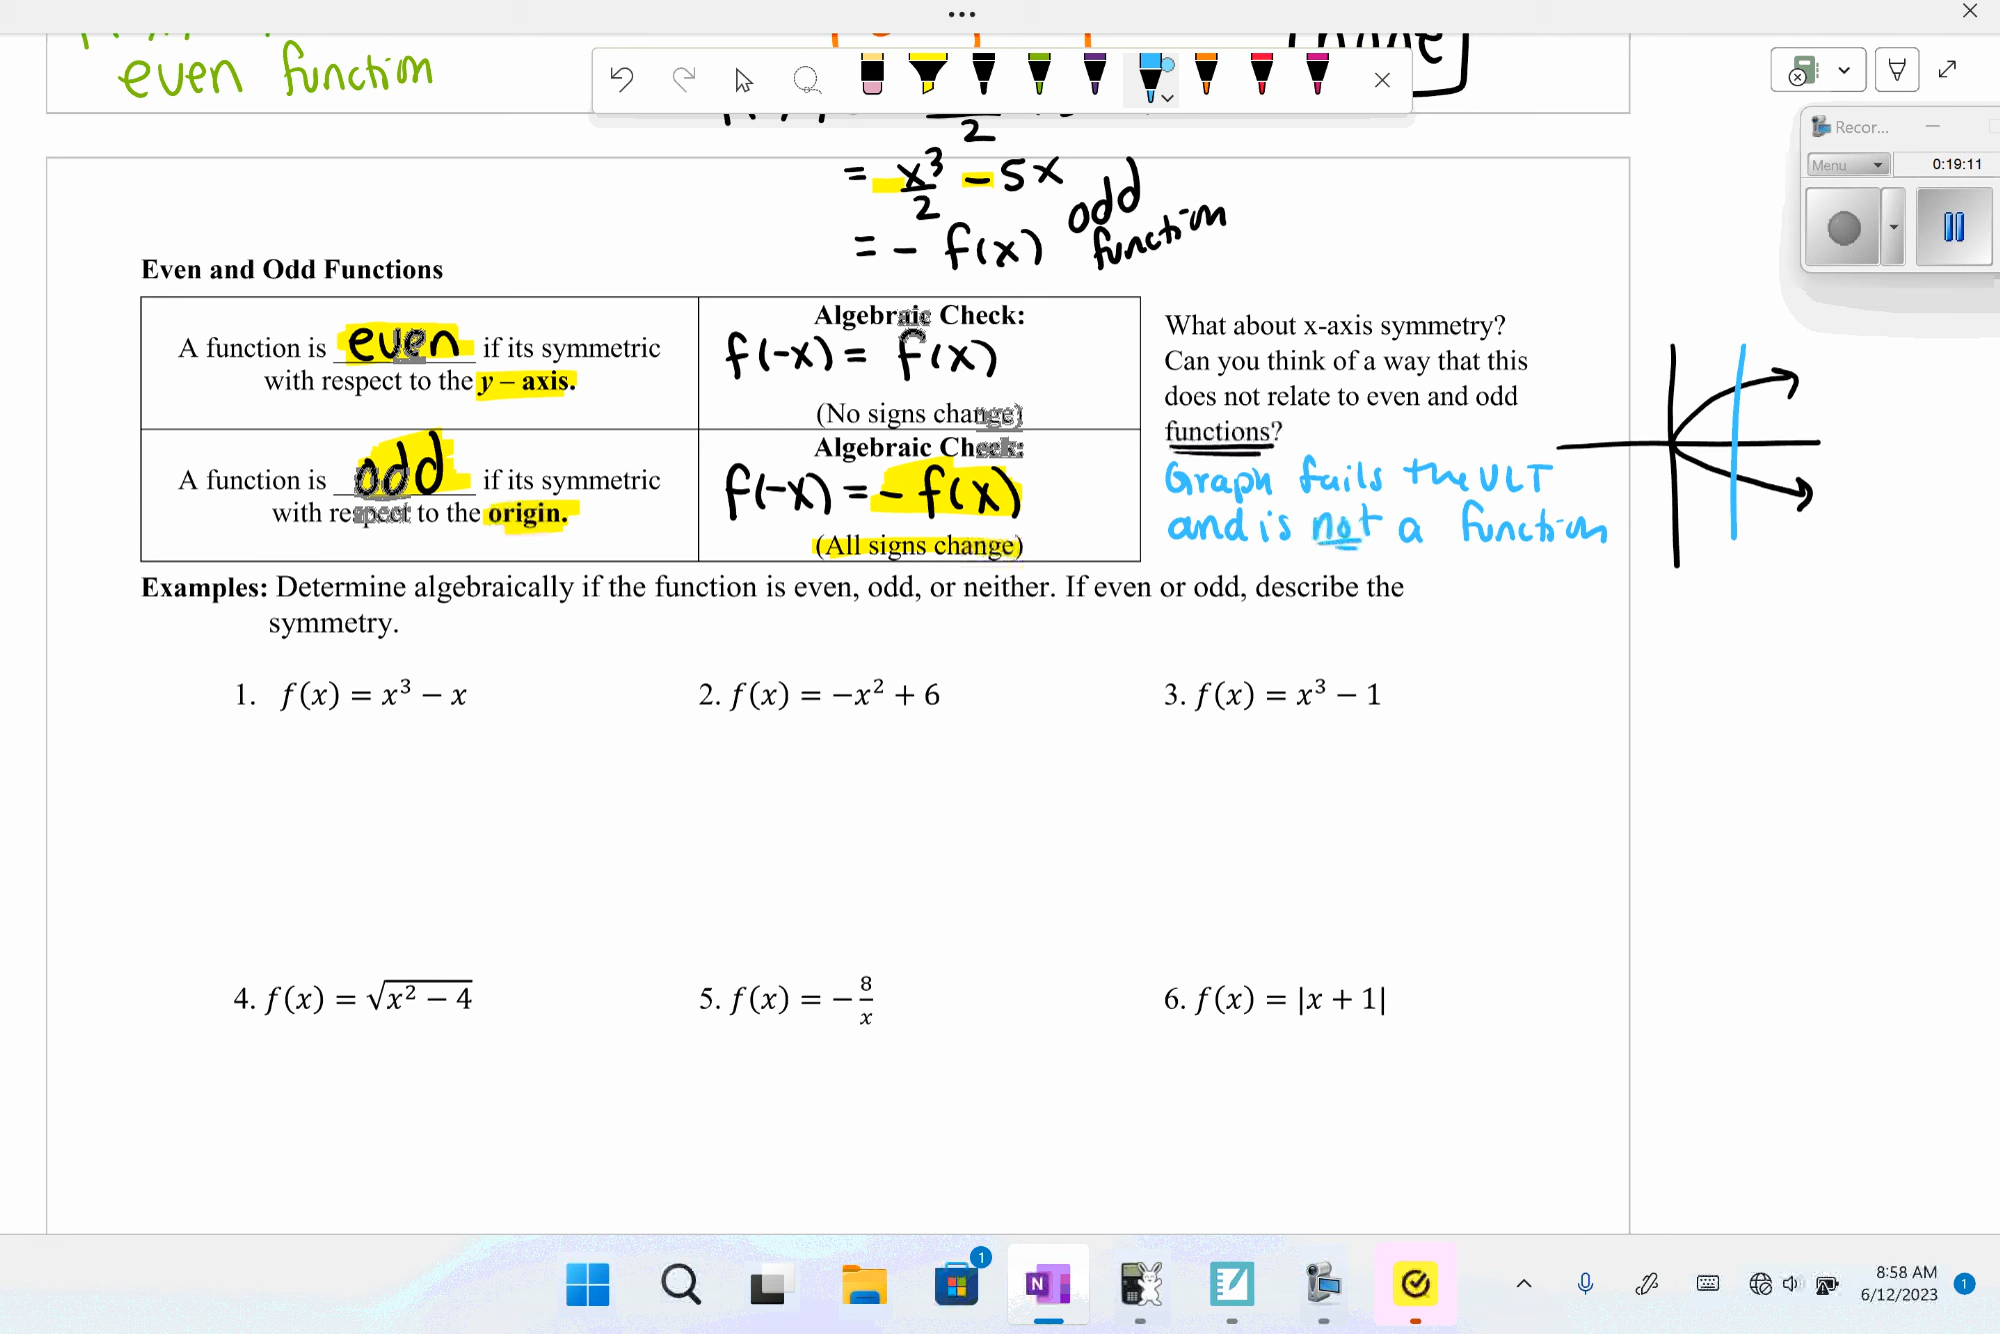 even function
2
= - x³/2 - 5x
= - f(x) odd function
Even and Odd Functions
A function is even if its symmetric
with respect to the y – axis.
Algebraic Check:
f(-x) = f(x)
(No signs change)
A function is odd if its symmetric
with respect to the origin.
Algebraic Check:
f(-x) = - f(x)
(All signs change)
What about x-axis symmetry?
Can you think of a way that this
does not relate to even and odd
functions?
Graph fails the VLT
and is not a function
Examples: Determine algebraically if the function is even, odd, or neither. If even or odd, describe the
symmetry.
1. f(x) = x³ − x
2. f(x) = −x² + 6
3. f(x) = x³ − 1
4. f(x) = √(x² − 4)
5. f(x) = − 8/x
6. f(x) = |x + 1|
Recor...
Menu
0:19:11
1
N
8:58 AM
6/12/2023
1